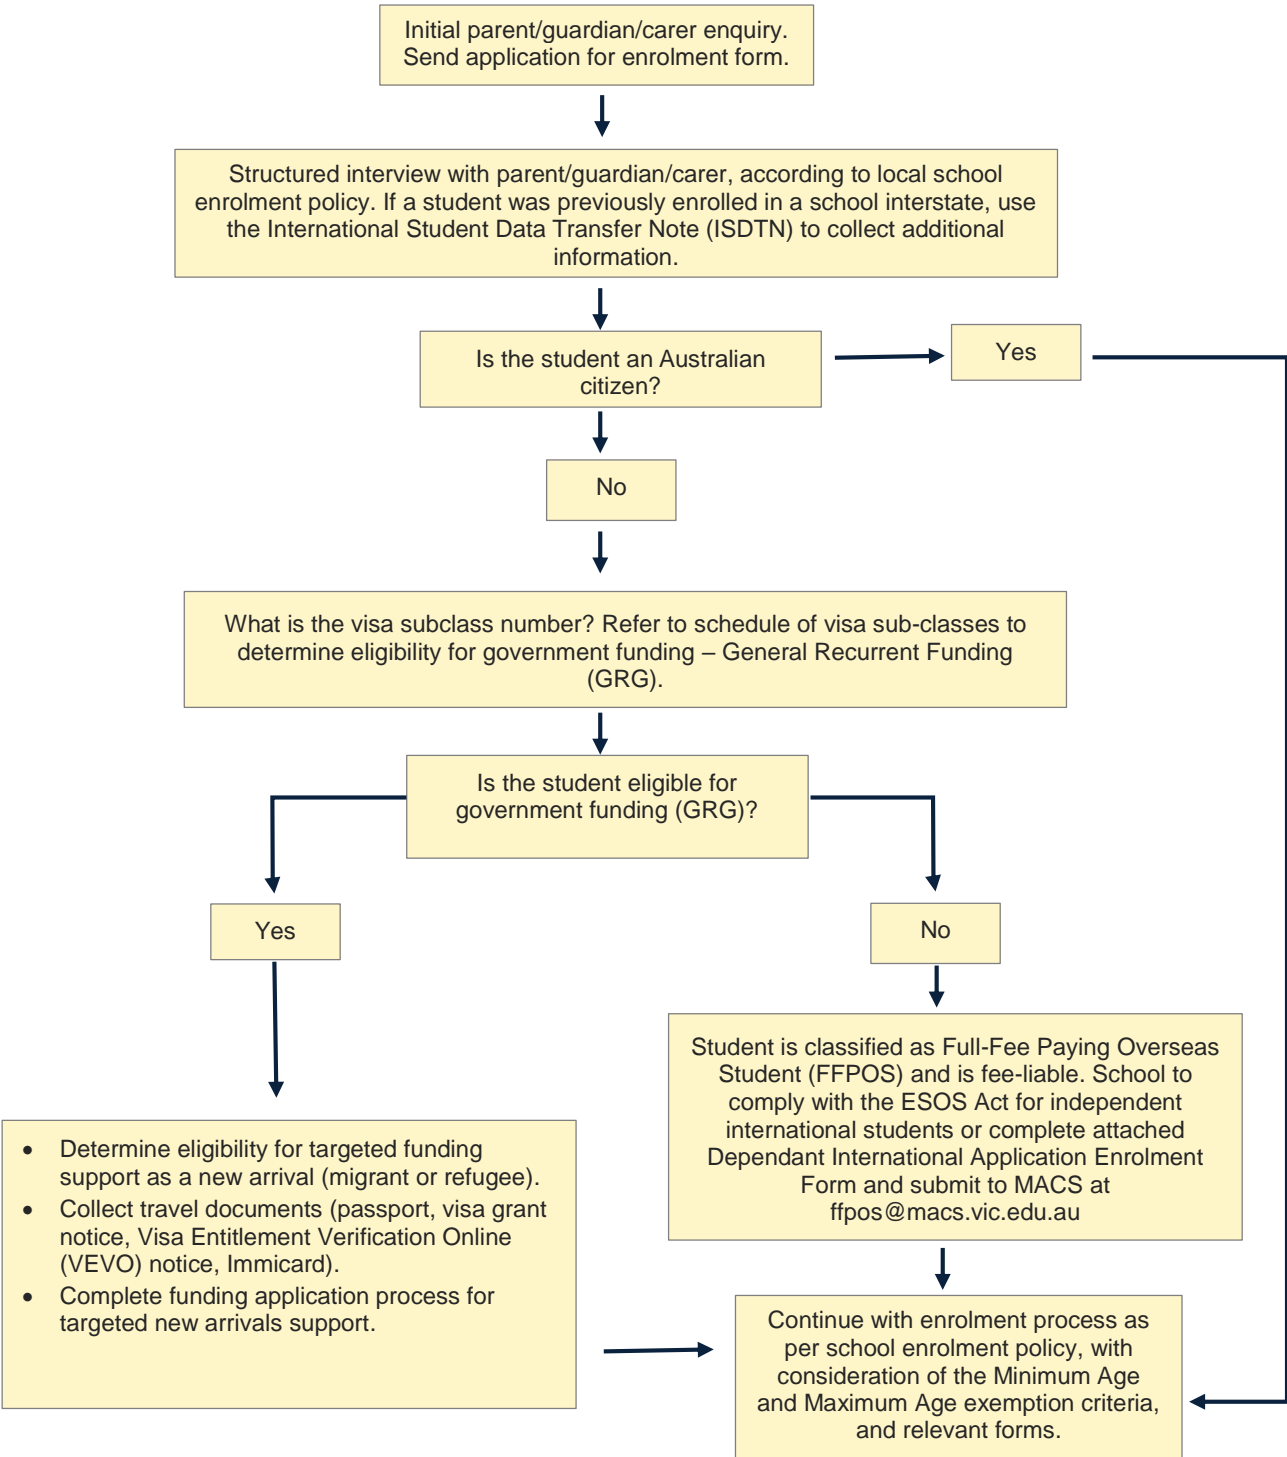 Initial parent/guardian/carer enquiry.
Send application for enrolment form.
Structured interview with parent/guardian/carer, according to local school
enrolment policy. If a student was previously enrolled in a school interstate, use
the International Student Data Transfer Note (ISDTN) to collect additional
information.
Is the student an Australian
citizen?
Yes
No
What is the visa subclass number? Refer to schedule of visa sub-classes to
determine eligibility for government funding – General Recurrent Funding
(GRG).
Is the student eligible for
government funding (GRG)?
Yes
No
Student is classified as Full-Fee Paying Overseas
Student (FFPOS) and is fee-liable. School to
comply with the ESOS Act for independent
international students or complete attached
Dependant International Application Enrolment
Form and submit to MACS at
ffpos@macs.vic.edu.au
• Determine eligibility for targeted funding
support as a new arrival (migrant or refugee).
• Collect travel documents (passport, visa grant
notice, Visa Entitlement Verification Online
(VEVO) notice, Immicard).
• Complete funding application process for
targeted new arrivals support.
Continue with enrolment process as
per school enrolment policy, with
consideration of the Minimum Age
and Maximum Age exemption criteria,
and relevant forms.